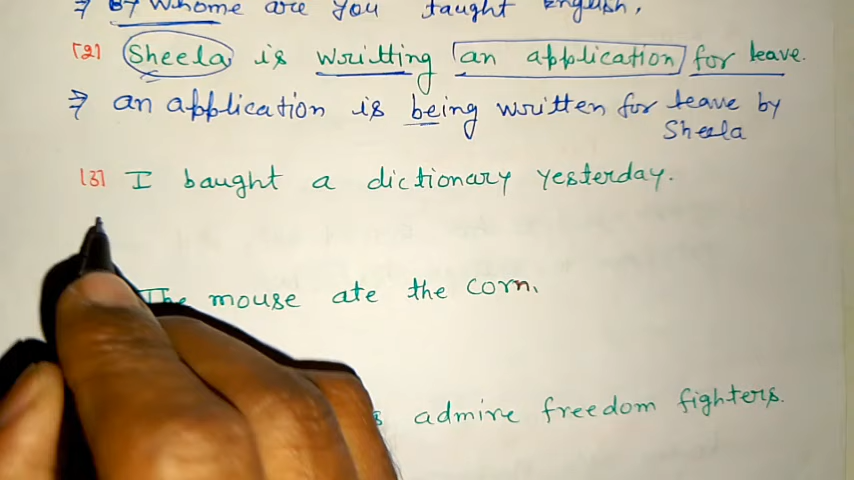 ⇒ By whome are you taught English,
[2] Sheela is writting an application for leave.
⇒ an application is being written for leave by
Sheela
[3] I baught a dictionary yesterday.
The mouse ate the corn.
admire freedom fighters.